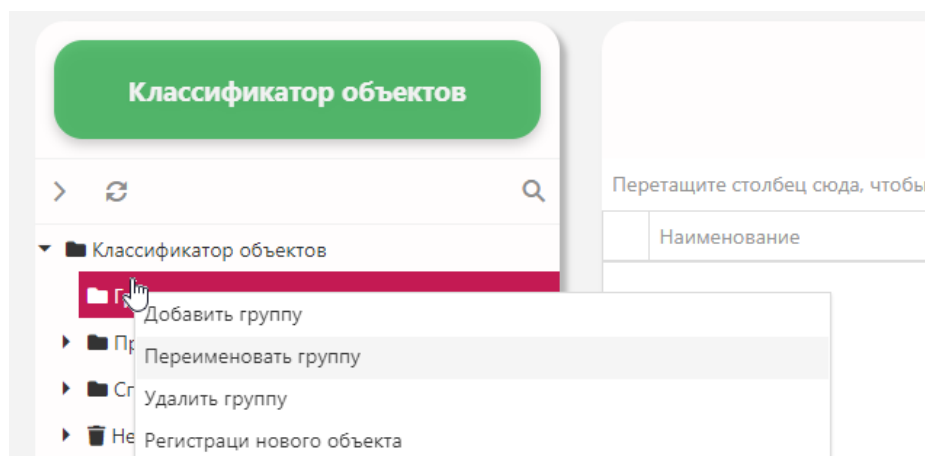 Классификатор объектов
Перетащите столбец сюда, чтобы
Наименование
Классификатор объектов
Добавить группу
Переименовать группу
Удалить группу
Регистраци нового объекта